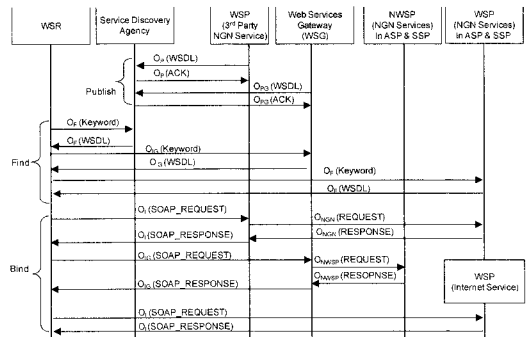 WSR
Service Discovery
Agency
WSP
(3rd Party
NGN Service)
Web Services
Gateway
(WSG)
NWSP
(NGN Services)
In ASP & SSP
WSP
(NGN Services)
In ASP & SSP
Publish
OP (WSDL)
OP (ACK)
OPG (WSDL)
OPG (ACK)
Find
OF (Keyword)
OF (WSDL)
OIG (Keyword)
OIG (WSDL)
OF (Keyword)
OF (WSDL)
Bind
OI (SOAP_REQUEST)
ONGN (REQUEST)
OI (SOAP_RESPONSE)
ONGN (RESPONSE)
OIG (SOAP_REQUEST)
ONWSP (REQUEST)
ONWSP (RESOPNSE)
OIG (SOAP_RESPONSE)
WSP
(Internet Service)
OI (SOAP_REQUEST)
OI (SOAP_RESPONSE)